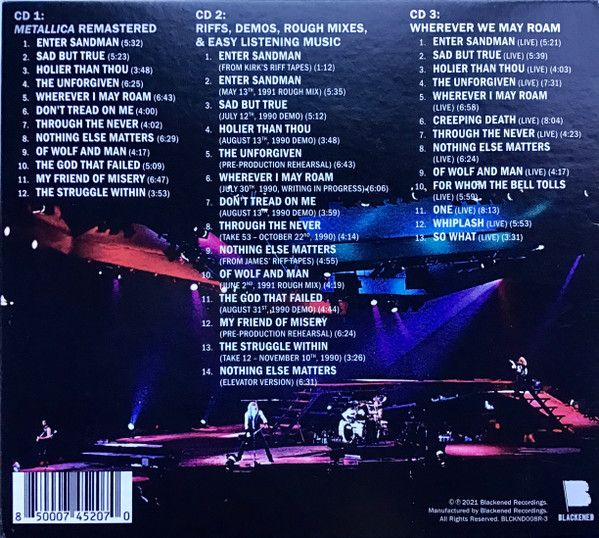 CD 1:
METALLICA REMASTERED
1. ENTER SANDMAN (5:32)
2. SAD BUT TRUE (5:23)
3. HOLIER THAN THOU (3:48)
4. THE UNFORGIVEN (6:25)
5. WHEREVER I MAY ROAM (6:43)
6. DON'T TREAD ON ME (4:00)
7. THROUGH THE NEVER (4:02)
8. NOTHING ELSE MATTERS (6:29)
9. OF WOLF AND MAN (4:17)
10. THE GOD THAT FAILED (5:09)
11. MY FRIEND OF MISERY (6:47)
12. THE STRUGGLE WITHIN (3:53)
CD 2:
RIFFS, DEMOS, ROUGH MIXES,
& EASY LISTENING MUSIC
1. ENTER SANDMAN
(FROM KIRK'S RIFF TAPES) (1:12)
2. ENTER SANDMAN
(MAY 13TH, 1991 ROUGH MIX) (5:35)
3. SAD BUT TRUE
(JULY 12TH, 1990 DEMO) (5:12)
4. HOLIER THAN THOU
(AUGUST 13TH, 1990 DEMO) (3:48)
5. THE UNFORGIVEN
(PRE-PRODUCTION REHEARSAL) (6:43)
6. WHEREVER I MAY ROAM
(JULY 30TH, 1990, WRITING IN PROGRESS) (6:06)
7. DON'T TREAD ON ME
(AUGUST 13TH, 1990 DEMO) (3:59)
8. THROUGH THE NEVER
(TAKE 53 – OCTOBER 22ND, 1990) (4:14)
9. NOTHING ELSE MATTERS
(FROM JAMES' RIFF TAPES) (4:55)
10. OF WOLF AND MAN
(JUNE 2ND, 1991 ROUGH MIX) (4:19)
11. THE GOD THAT FAILED
(AUGUST 31ST, 1990 DEMO) (4:44)
12. MY FRIEND OF MISERY
(PRE-PRODUCTION REHEARSAL) (6:24)
13. THE STRUGGLE WITHIN
(TAKE 12 – NOVEMBER 10TH, 1990) (3:26)
14. NOTHING ELSE MATTERS
(ELEVATOR VERSION) (6:31)
CD 3:
WHEREVER WE MAY ROAM
1. ENTER SANDMAN (LIVE) (5:21)
2. SAD BUT TRUE (LIVE) (5:39)
3. HOLIER THAN THOU (LIVE) (4:03)
4. THE UNFORGIVEN (LIVE) (7:31)
5. WHEREVER I MAY ROAM
(LIVE) (6:58)
6. CREEPING DEATH (LIVE) (8:04)
7. THROUGH THE NEVER (LIVE) (4:23)
8. NOTHING ELSE MATTERS
(LIVE) (6:24)
9. OF WOLF AND MAN (LIVE) (4:17)
10. FOR WHOM THE BELL TOLLS
(LIVE) (5:59)
11. ONE (LIVE) (8:13)
12. WHIPLASH (LIVE) (5:53)
13. SO WHAT (LIVE) (3:31)
8 50007 45207 0
©℗ 2021 Blackened Recordings.
Manufactured by Blackened Recordings.
All Rights Reserved. BLCKND008R-3
B
BLACKENED